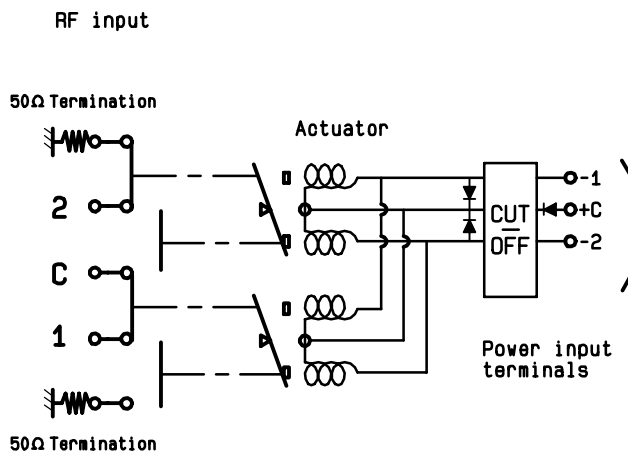 RF input
50Ω Termination
Actuator
-1
2
+C
CUT
OFF
-2
C
1
Power input
terminals
50Ω Termination